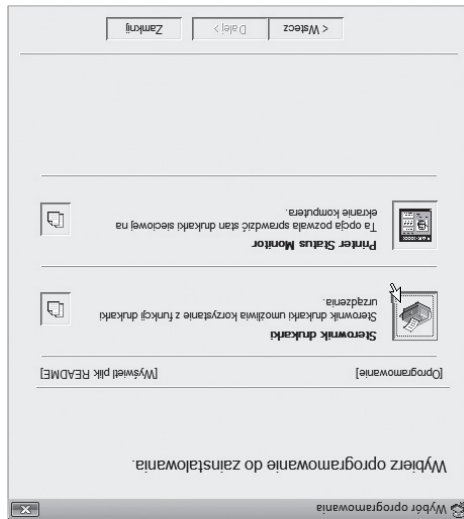 Wybór oprogramowania
Wybierz oprogramowanie do zainstalowania.
[Oprogramowanie] [Wyświetl plik README]
Sterownik drukarki
Sterownik drukarki umożliwia korzystanie z funkcji drukarki
urządzenia.
Printer Status Monitor
Ta opcja pozwala sprawdzić stan drukarki sieciowej na
ekranie komputera.
< Wstecz Dalej > Zamknij